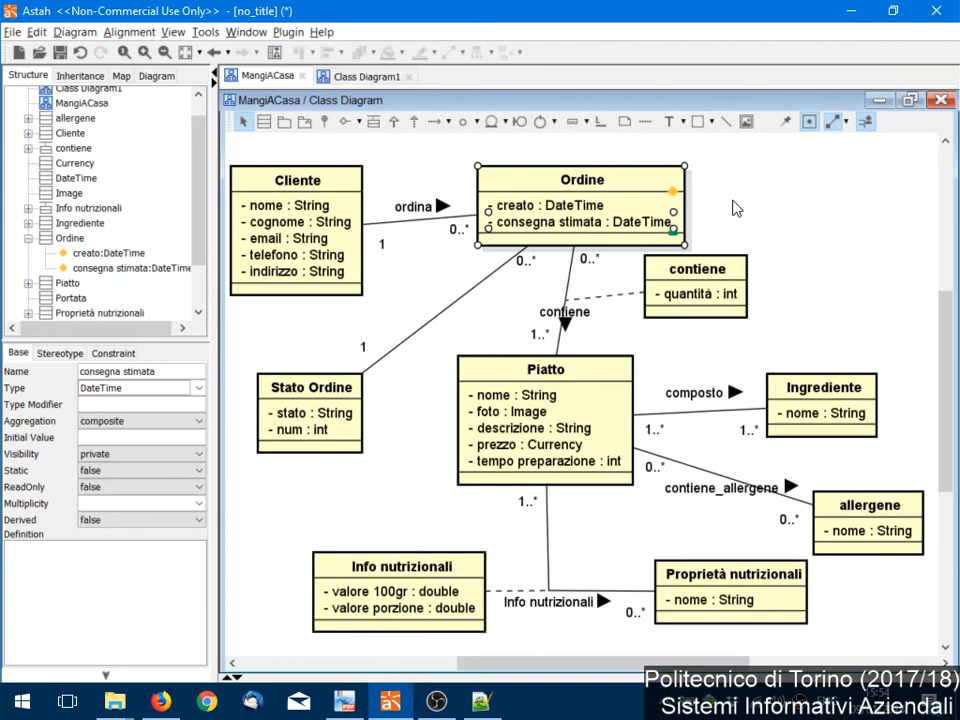 Astah <<Non-Commercial Use Only>> - [no_title] (*)
File Edit Diagram Alignment View Tools Window Plugin Help
Structure Inheritance Map Diagram
MangiACasa Class Diagram1
Class Diagram1
MangiACasa
allergene
Cliente
contiene
Currency
DateTime
Image
Info nutrizionali
Ingrediente
Ordine
creato:DateTime
consegna stimata:DateTime
Piatto
Portata
Proprietà nutrizionali
Base Stereotype Constraint
Name consegna stimata
Type DateTime
Type Modifier
Aggregation composite
Initial Value
Visibility private
Static false
ReadOnly false
Multiplicity
Derived false
Definition
MangiACasa / Class Diagram
Cliente
- nome : String
- cognome : String
- email : String
- telefono : String
- indirizzo : String
ordina
1
0..*
Ordine
- creato : DateTime
- consegna stimata : DateTime
0..*
0..*
contiene
- quantità : int
contiene
1..*
1
Stato Ordine
- stato : String
- num : int
Piatto
- nome : String
- foto : Image
- descrizione : String
- prezzo : Currency
- tempo preparazione : int
composto
1..*
1..*
Ingrediente
- nome : String
0..*
contiene_allergene
0..*
allergene
- nome : String
1..*
Info nutrizionali
- valore 100gr : double
- valore porzione : double
Info nutrizionali
0..*
Proprietà nutrizionali
- nome : String
Politecnico di Torino (2017/18)
Sistemi Informativi Aziendali
5:54